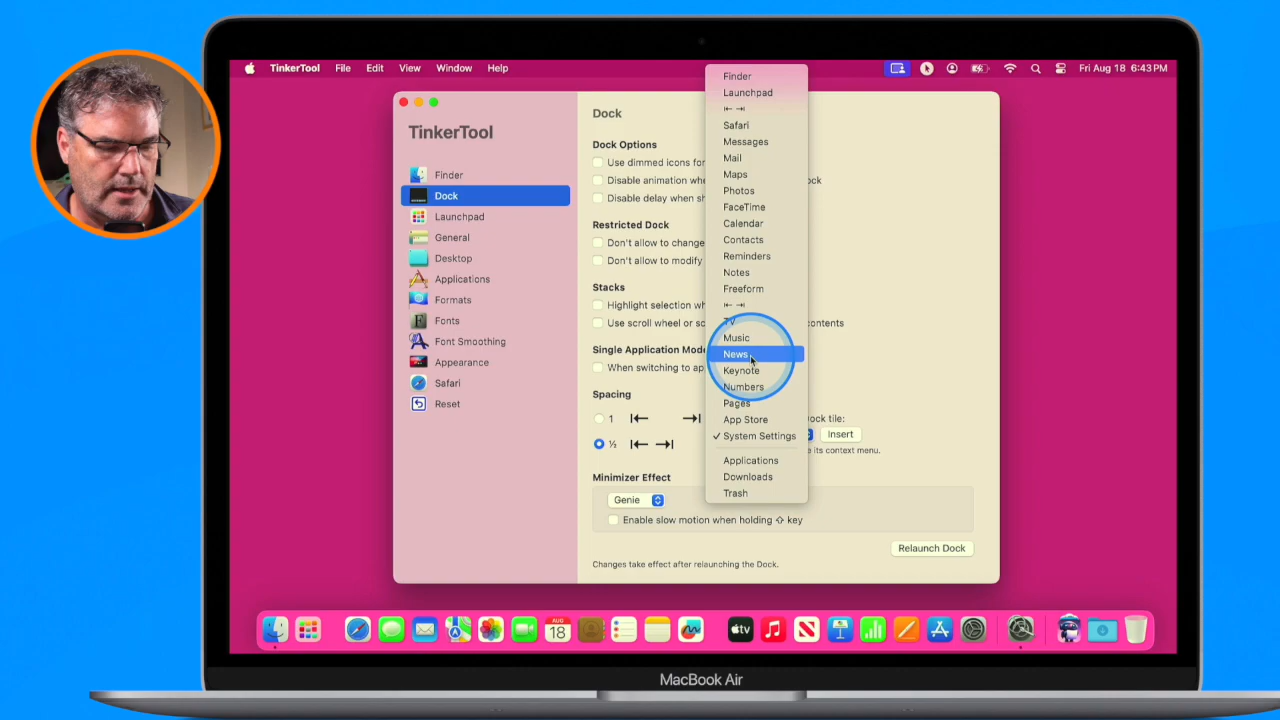 TinkerTool File Edit View Window Help
Fri Aug 18 6:43 PM
TinkerTool
Finder
Dock
Launchpad
General
Desktop
Applications
Formats
Fonts
Font Smoothing
Appearance
Safari
Reset
Dock
Dock Options
Use dimmed icons for
Disable animation whe
ock
Disable delay when sh
Restricted Dock
Don't allow to change
Don't allow to modify
Stacks
Highlight selection wh
Use scroll wheel or sc
contents
Single Application Mod
When switching to ap
Spacing
1
½
ock tile:
Insert
its context menu.
Minimizer Effect
Genie
Enable slow motion when holding ⇧ key
Relaunch Dock
Changes take effect after relaunching the Dock.
Finder
Launchpad
Safari
Messages
Mail
Maps
Photos
FaceTime
Calendar
Contacts
Reminders
Notes
Freeform
TV
Music
News
Keynote
Numbers
Pages
App Store
✓ System Settings
Applications
Downloads
Trash
AUG
18
tv
MacBook Air